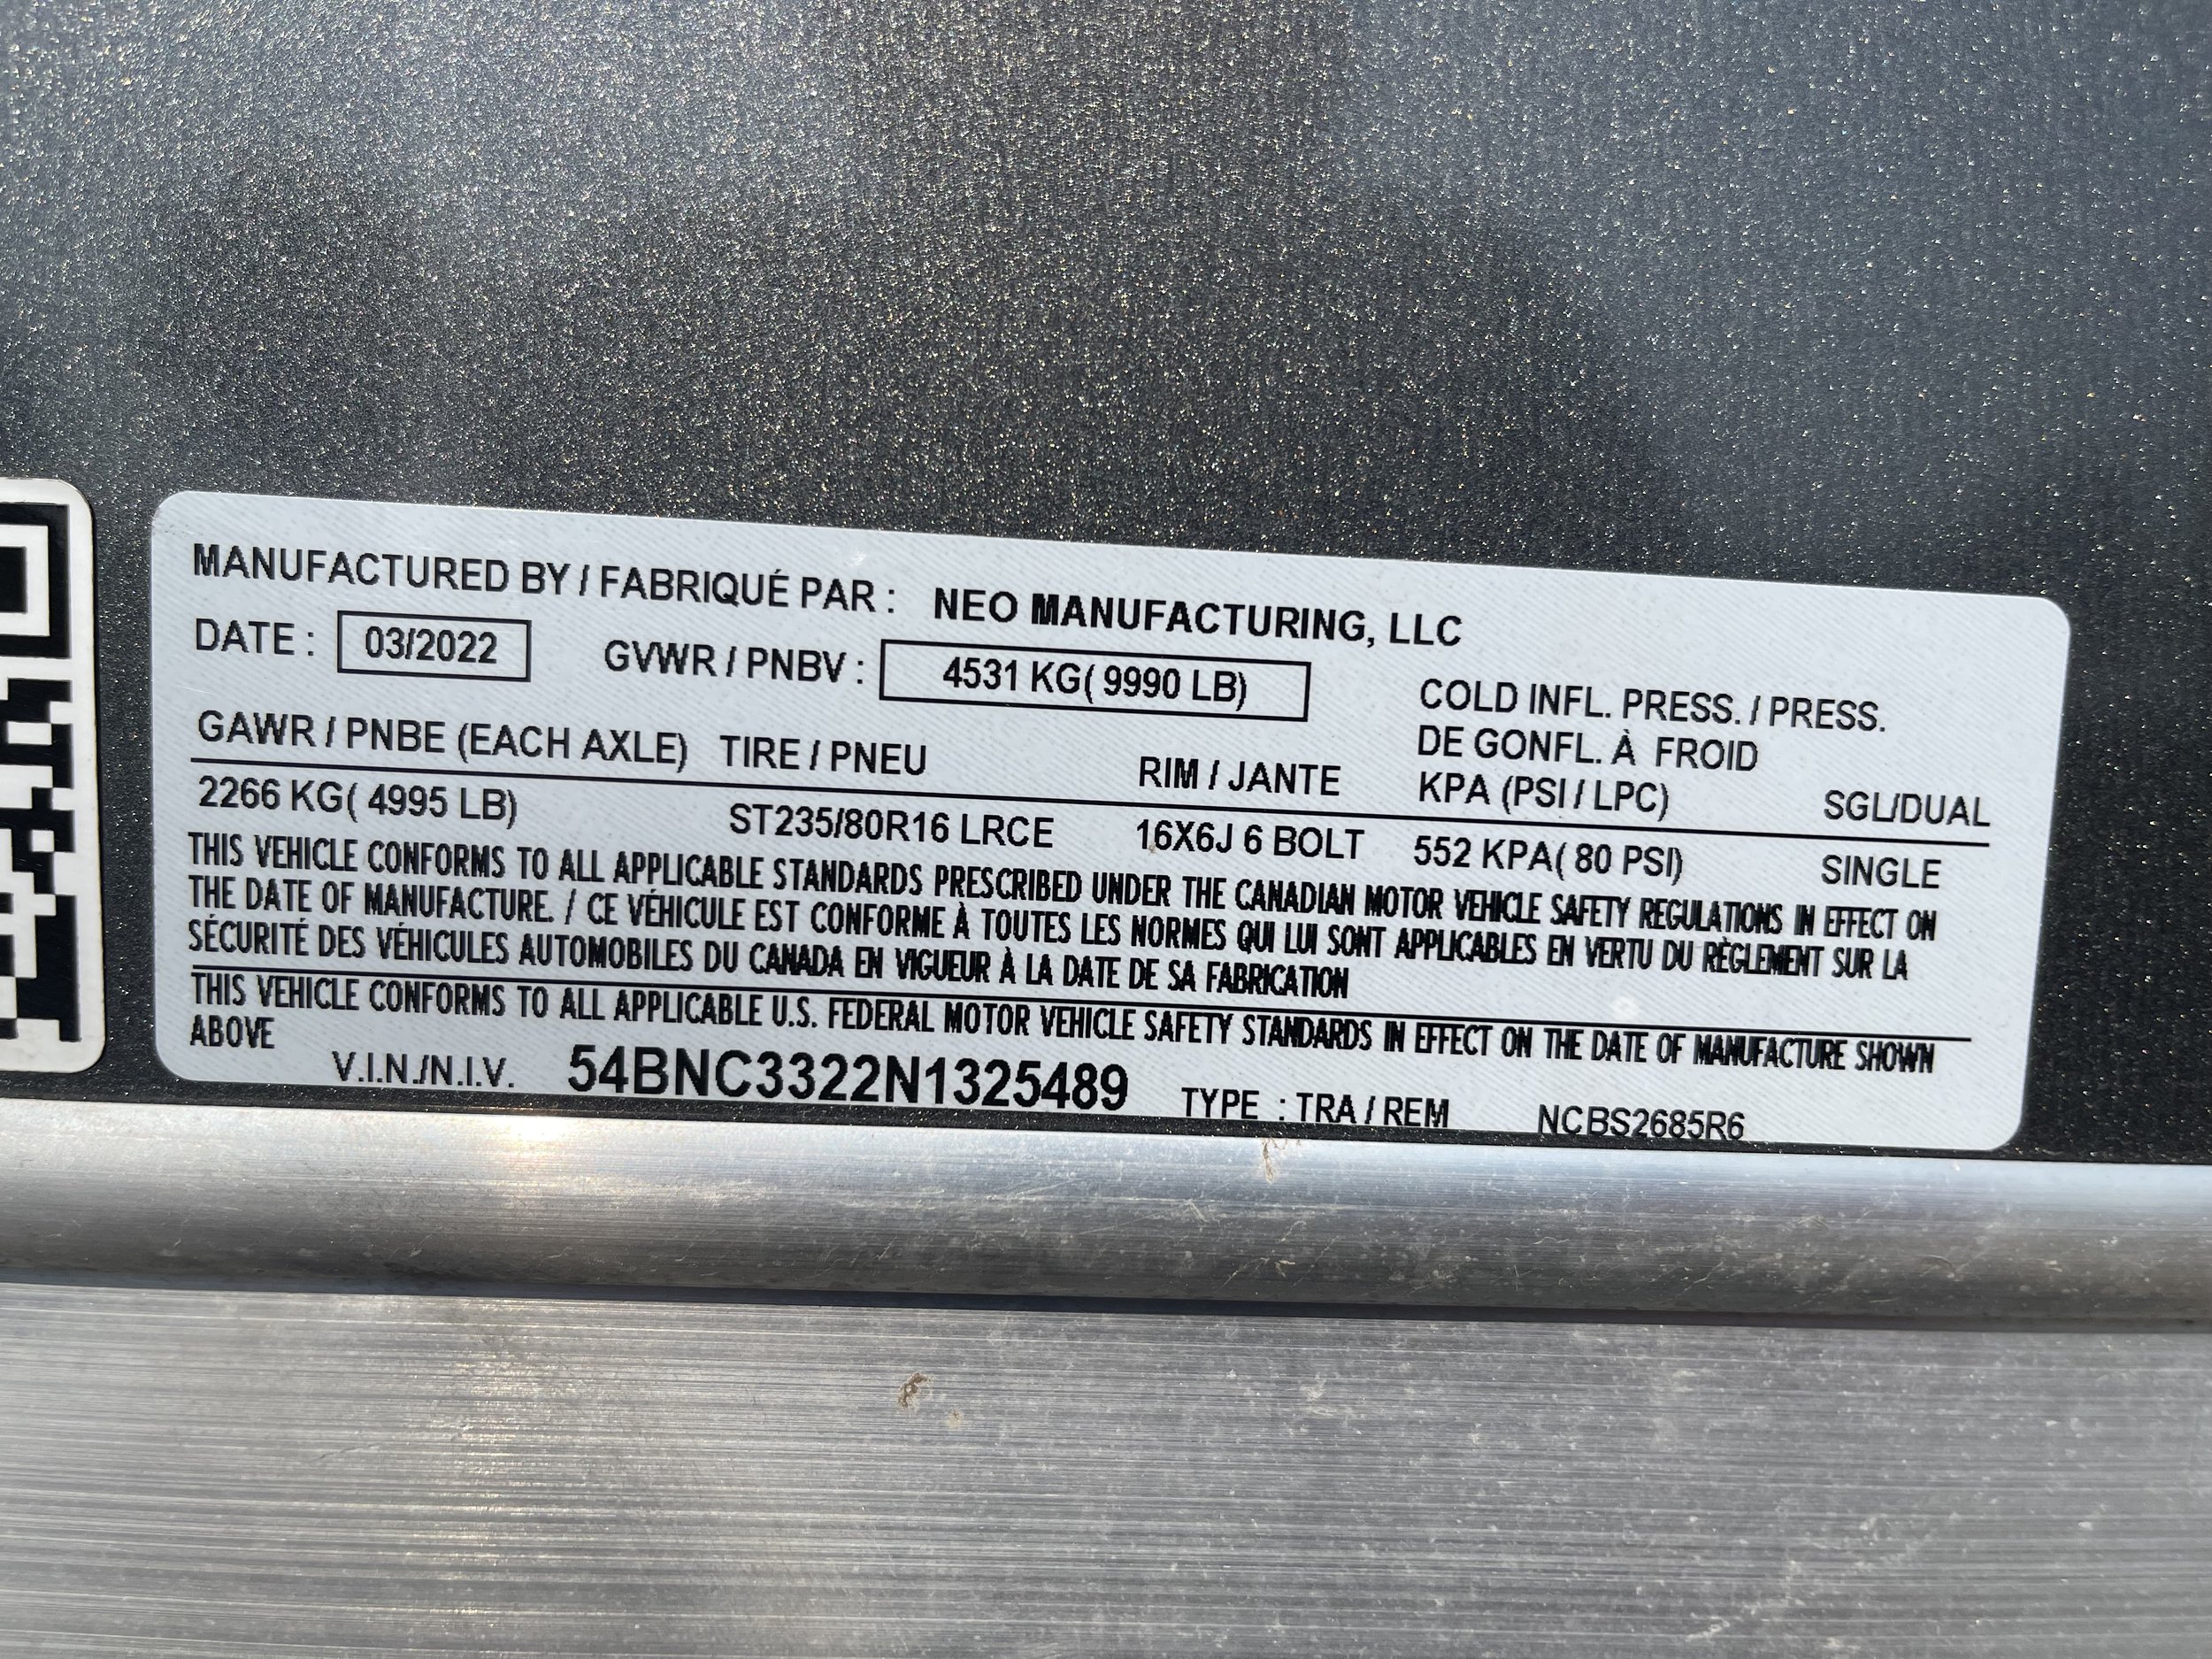 MANUFACTURED BY / FABRIQUÉ PAR : NEO MANUFACTURING, LLC
DATE : 03/2022 GVWR / PNBV : 4531 KG( 9990 LB)
COLD INFL. PRESS. / PRESS.
DE GONFL. À FROID
GAWR / PNBE (EACH AXLE) TIRE / PNEU RIM / JANTE KPA (PSI / LPC) SGL/DUAL
2266 KG( 4995 LB) ST235/80R16 LRCE 16X6J 6 BOLT 552 KPA( 80 PSI) SINGLE
THIS VEHICLE CONFORMS TO ALL APPLICABLE STANDARDS PRESCRIBED UNDER THE CANADIAN MOTOR VEHICLE SAFETY REGULATIONS IN EFFECT ON
THE DATE OF MANUFACTURE. / CE VÉHICULE EST CONFORME À TOUTES LES NORMES QUI LUI SONT APPLICABLES EN VERTU DU RÈGLEMENT SUR LA
SÉCURITÉ DES VÉHICULES AUTOMOBILES DU CANADA EN VIGUEUR À LA DATE DE SA FABRICATION
THIS VEHICLE CONFORMS TO ALL APPLICABLE U.S. FEDERAL MOTOR VEHICLE SAFETY STANDARDS IN EFFECT ON THE DATE OF MANUFACTURE SHOWN
ABOVE
V.I.N./N.I.V. 54BNC3322N1325489 TYPE : TRA / REM NCBS2685R6